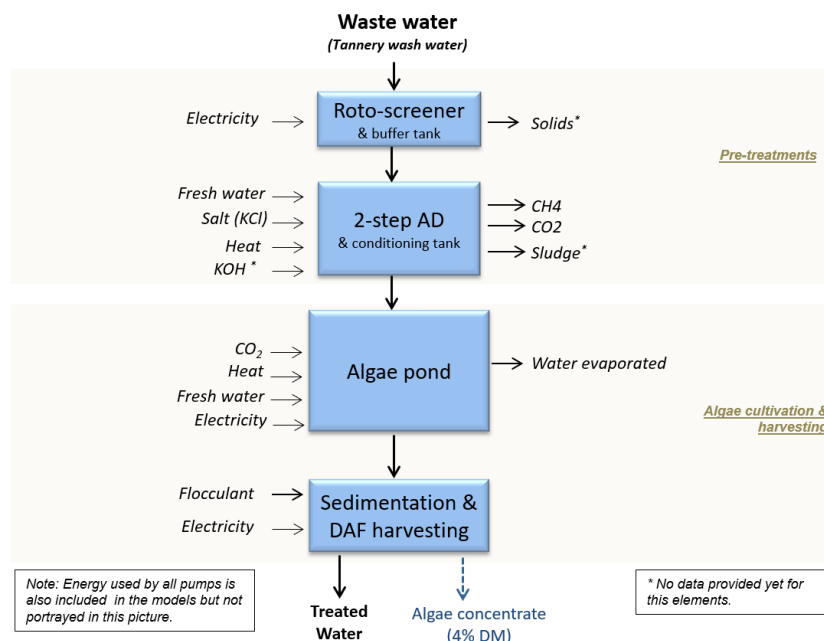 Waste water
(Tannery wash water)
Electricity
Roto-screener
& buffer tank
Solids*
Pre-treatments
Fresh water
Salt (KCl)
Heat
KOH *
2-step AD
& conditioning tank
CH4
CO2
Sludge*
CO2
Heat
Fresh water
Electricity
Algae pond
Water evaporated
Algae cultivation &
harvesting
Flocculant
Electricity
Sedimentation &
DAF harvesting
Note: Energy used by all pumps is
also included in the models but not
portrayed in this picture.
Treated
Water
Algae concentrate
(4% DM)
* No data provided yet for
this elements.